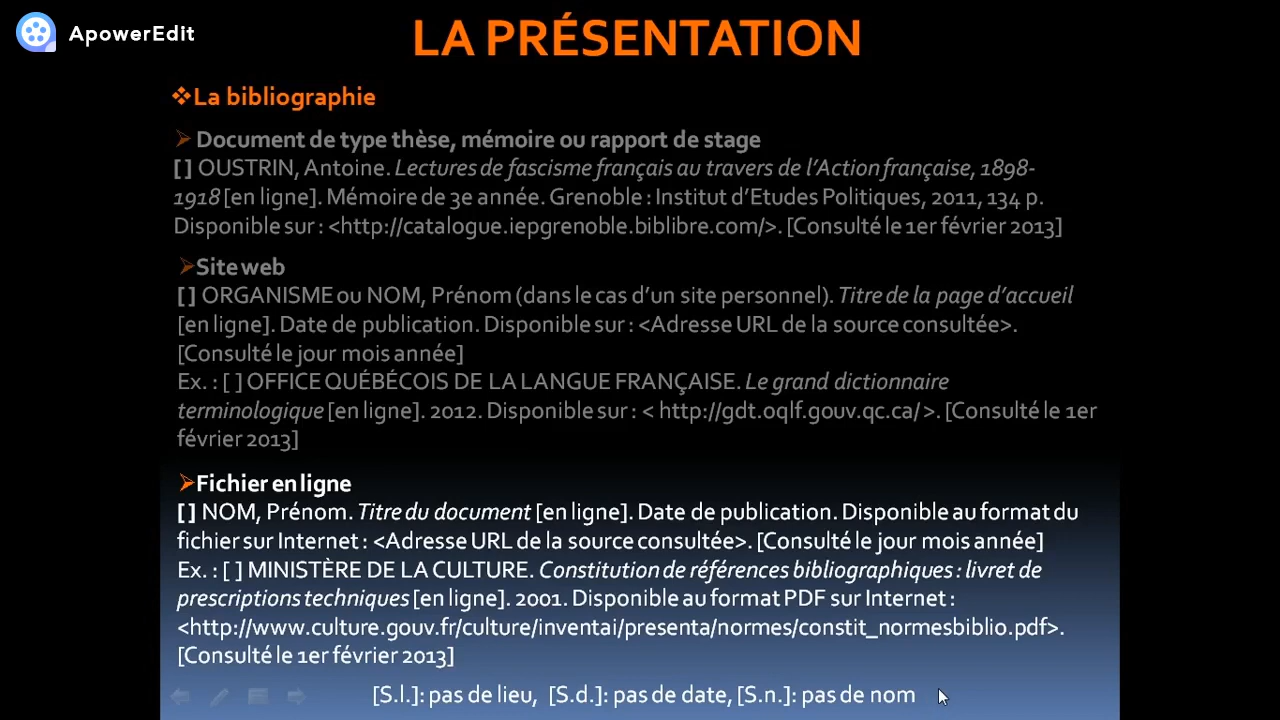 ApowerEdit
LA PRÉSENTATION
❖La bibliographie
➢ Document de type thèse, mémoire ou rapport de stage
[] OUSTRIN, Antoine. Lectures de fascisme français au travers de l'Action française, 1898-
1918 [en ligne]. Mémoire de 3e année. Grenoble : Institut d'Etudes Politiques, 2011, 134 p.
Disponible sur : <http://catalogue.iepgrenoble.biblibre.com/>. [Consulté le 1er février 2013]
➢Site web
[] ORGANISME ou NOM, Prénom (dans le cas d'un site personnel). Titre de la page d'accueil
[en ligne]. Date de publication. Disponible sur : <Adresse URL de la source consultée>.
[Consulté le jour mois année]
Ex. : [ ] OFFICE QUÉBÉCOIS DE LA LANGUE FRANÇAISE. Le grand dictionnaire
terminologique [en ligne]. 2012. Disponible sur : < http://gdt.oqlf.gouv.qc.ca/ >. [Consulté le 1er
février 2013]
➢Fichier en ligne
[] NOM, Prénom. Titre du document [en ligne]. Date de publication. Disponible au format du
fichier sur Internet : <Adresse URL de la source consultée>. [Consulté le jour mois année]
Ex. : [ ] MINISTÈRE DE LA CULTURE. Constitution de références bibliographiques : livret de
prescriptions techniques [en ligne]. 2001. Disponible au format PDF sur Internet :
<http://www.culture.gouv.fr/culture/inventai/presenta/normes/constit_normesbiblio.pdf>.
[Consulté le 1er février 2013]
[S.l.]: pas de lieu, [S.d.]: pas de date, [S.n.]: pas de nom